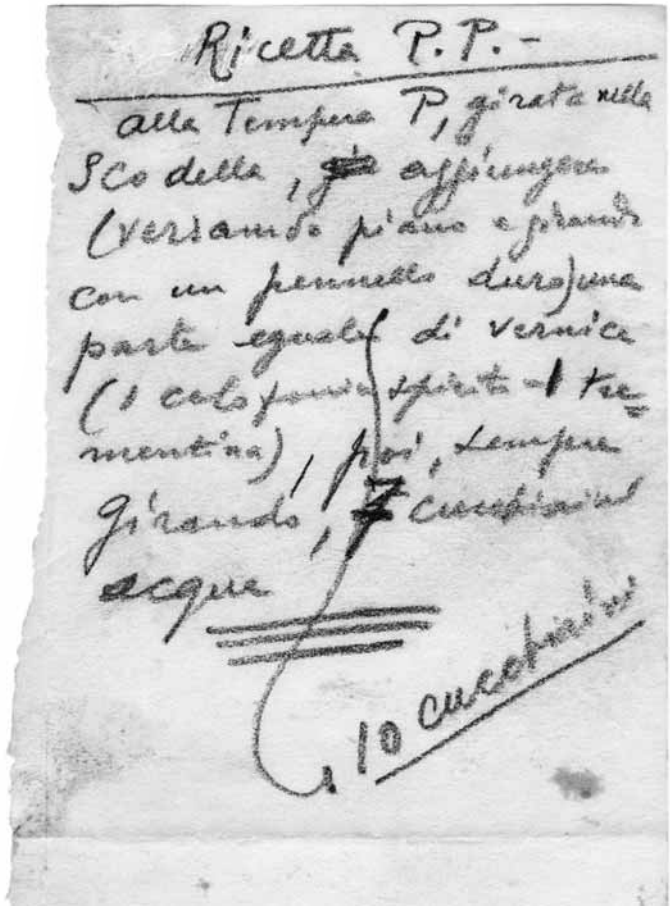 Ricetta P.P.-
alla Tempera P, girata nella
Scodella, aggiungere
(versando piano e girando
con un pennello duro) una
parte eguale di vernice
(1 colofonia spirito - 1 tre=
mentina), poi, sempre
girando, 7 cucchiaini
acqua
10 cucchiaini